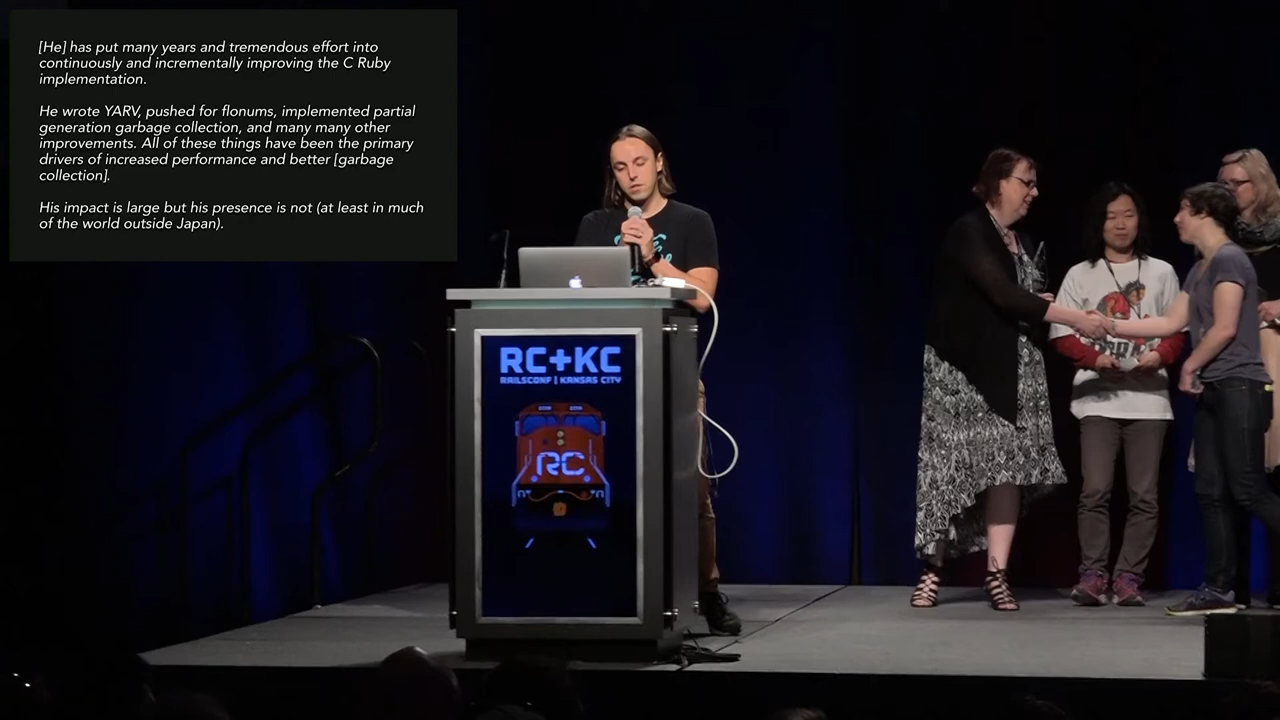 [He] has put many years and tremendous effort into
continuously and incrementally improving the C Ruby
implementation.
He wrote YARV, pushed for flonums, implemented partial
generation garbage collection, and many many other
improvements. All of these things have been the primary
drivers of increased performance and better [garbage
collection].
His impact is large but his presence is not (at least in much
of the world outside Japan).
RC+KC
RAILSCONF | KANSAS CITY
RC